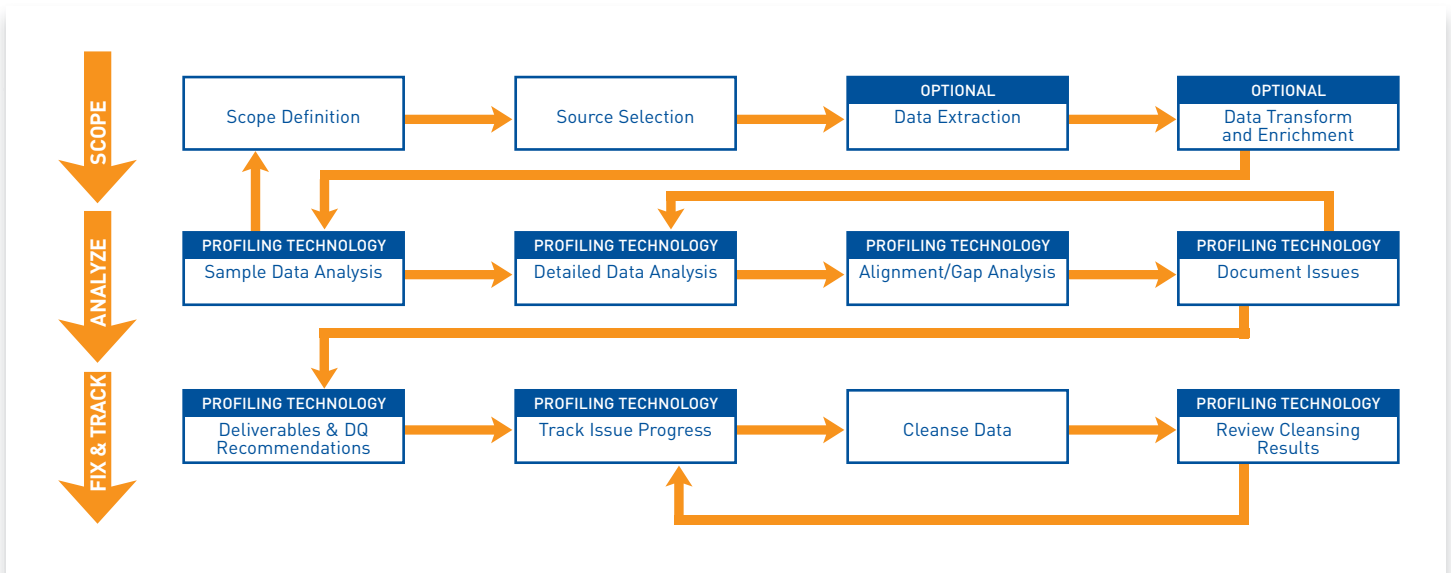 SCOPE
Scope Definition
Source Selection
OPTIONAL
Data Extraction
OPTIONAL
Data Transform
and Enrichment
ANALYZE
PROFILING TECHNOLOGY
Sample Data Analysis
PROFILING TECHNOLOGY
Detailed Data Analysis
PROFILING TECHNOLOGY
Alignment/Gap Analysis
PROFILING TECHNOLOGY
Document Issues
FIX & TRACK
PROFILING TECHNOLOGY
Deliverables & DQ
Recommendations
PROFILING TECHNOLOGY
Track Issue Progress
Cleanse Data
PROFILING TECHNOLOGY
Review Cleansing
Results